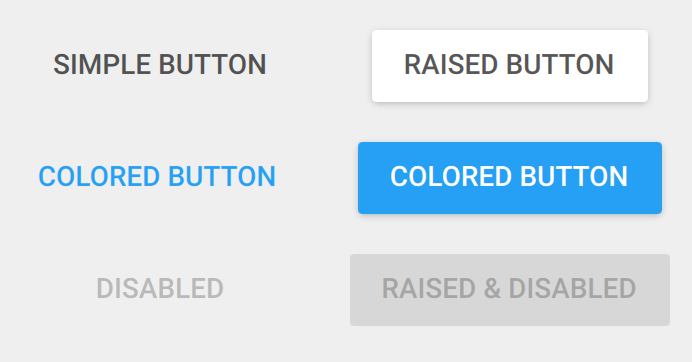 SIMPLE BUTTON
RAISED BUTTON
COLORED BUTTON
COLORED BUTTON
DISABLED
RAISED & DISABLED